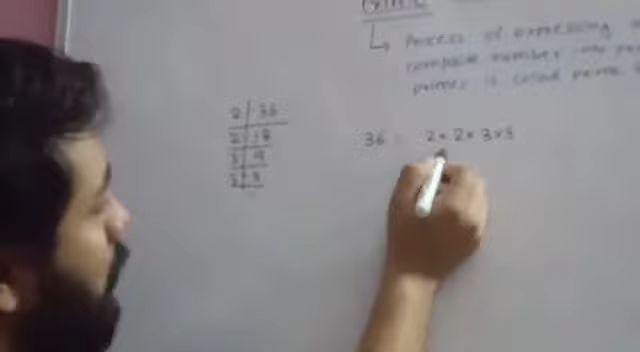 ↳ Process of expressing
composite number into
primes is called prime
2 | 36
2 | 18
3 | 9
3 | 3
36 = 2 × 2 × 3 × 3